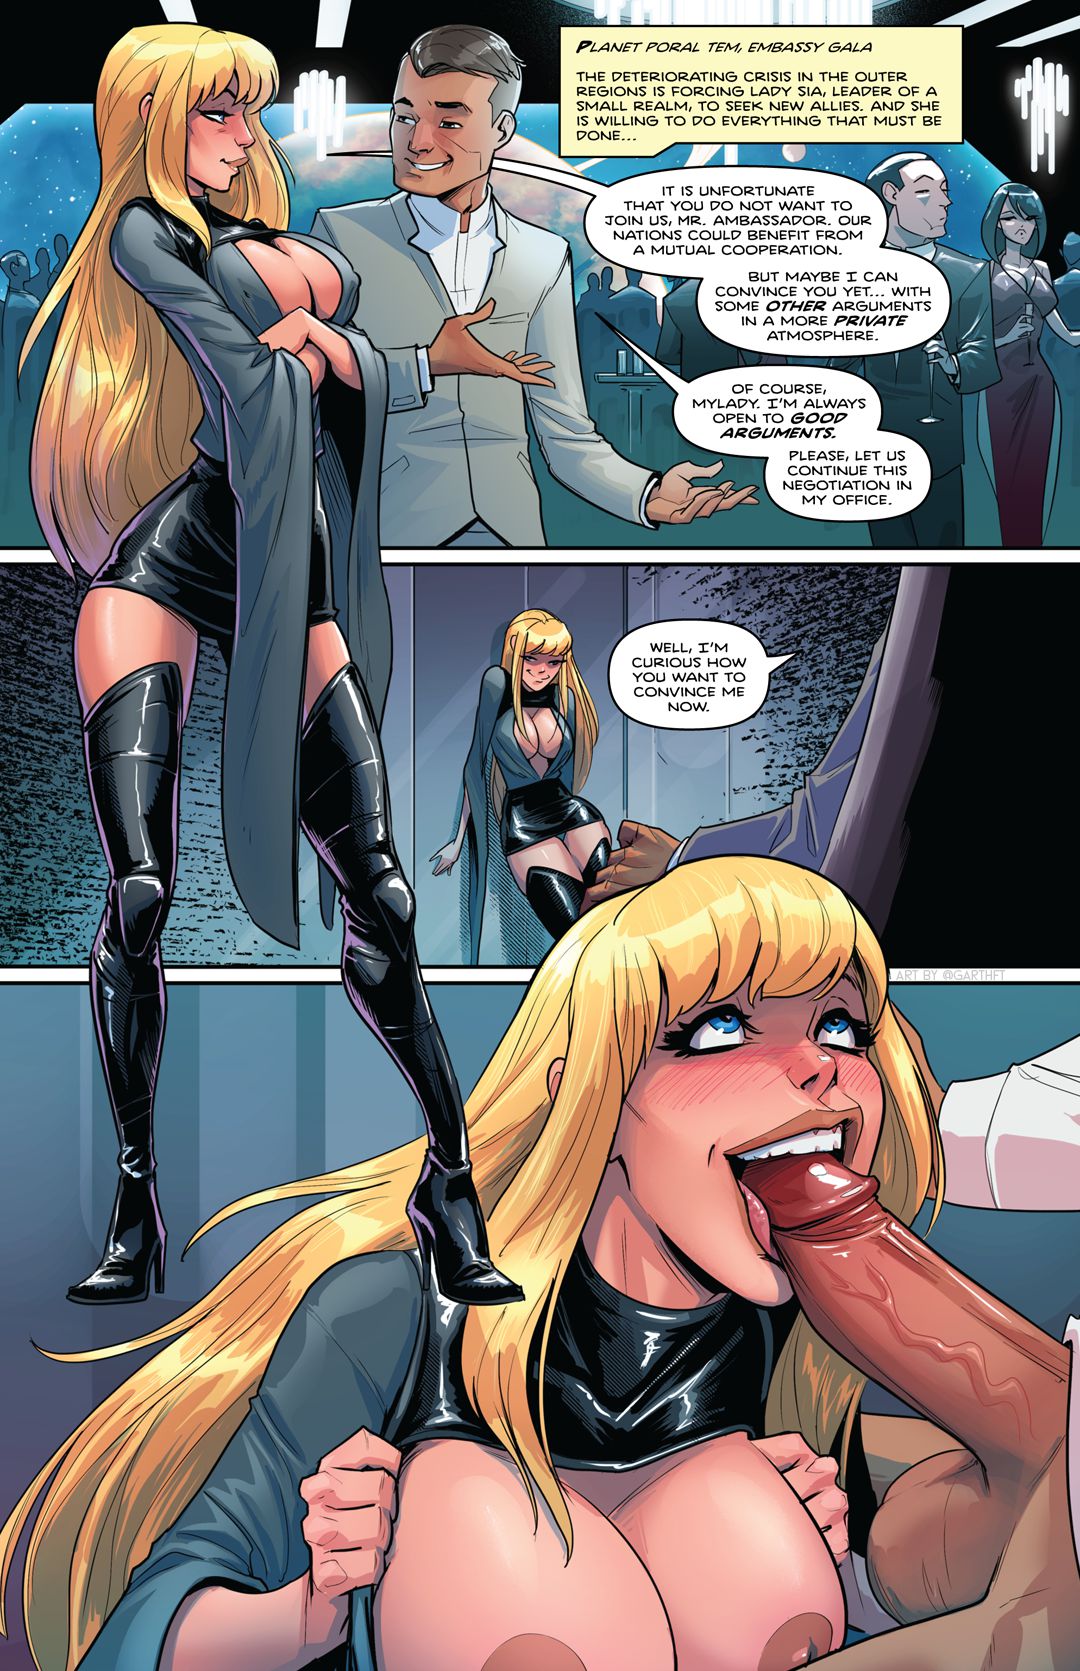 PLANET PORAL TEM, EMBASSY GALA
THE DETERIORATING CRISIS IN THE OUTER
REGIONS IS FORCING LADY SIA, LEADER OF A
SMALL REALM, TO SEEK NEW ALLIES. AND SHE
IS WILLING TO DO EVERYTHING THAT MUST BE
DONE...
IT IS UNFORTUNATE
THAT YOU DO NOT WANT TO
JOIN US, MR. AMBASSADOR. OUR
NATIONS COULD BENEFIT FROM
A MUTUAL COOPERATION.
BUT MAYBE I CAN
CONVINCE YOU YET... WITH
SOME OTHER ARGUMENTS
IN A MORE PRIVATE
ATMOSPHERE.
OF COURSE,
MYLADY. I'M ALWAYS
OPEN TO GOOD
ARGUMENTS.
PLEASE, LET US
CONTINUE THIS
NEGOTIATION IN
MY OFFICE.
WELL, I'M
CURIOUS HOW
YOU WANT TO
CONVINCE ME
NOW.
ART BY @GARTHFT